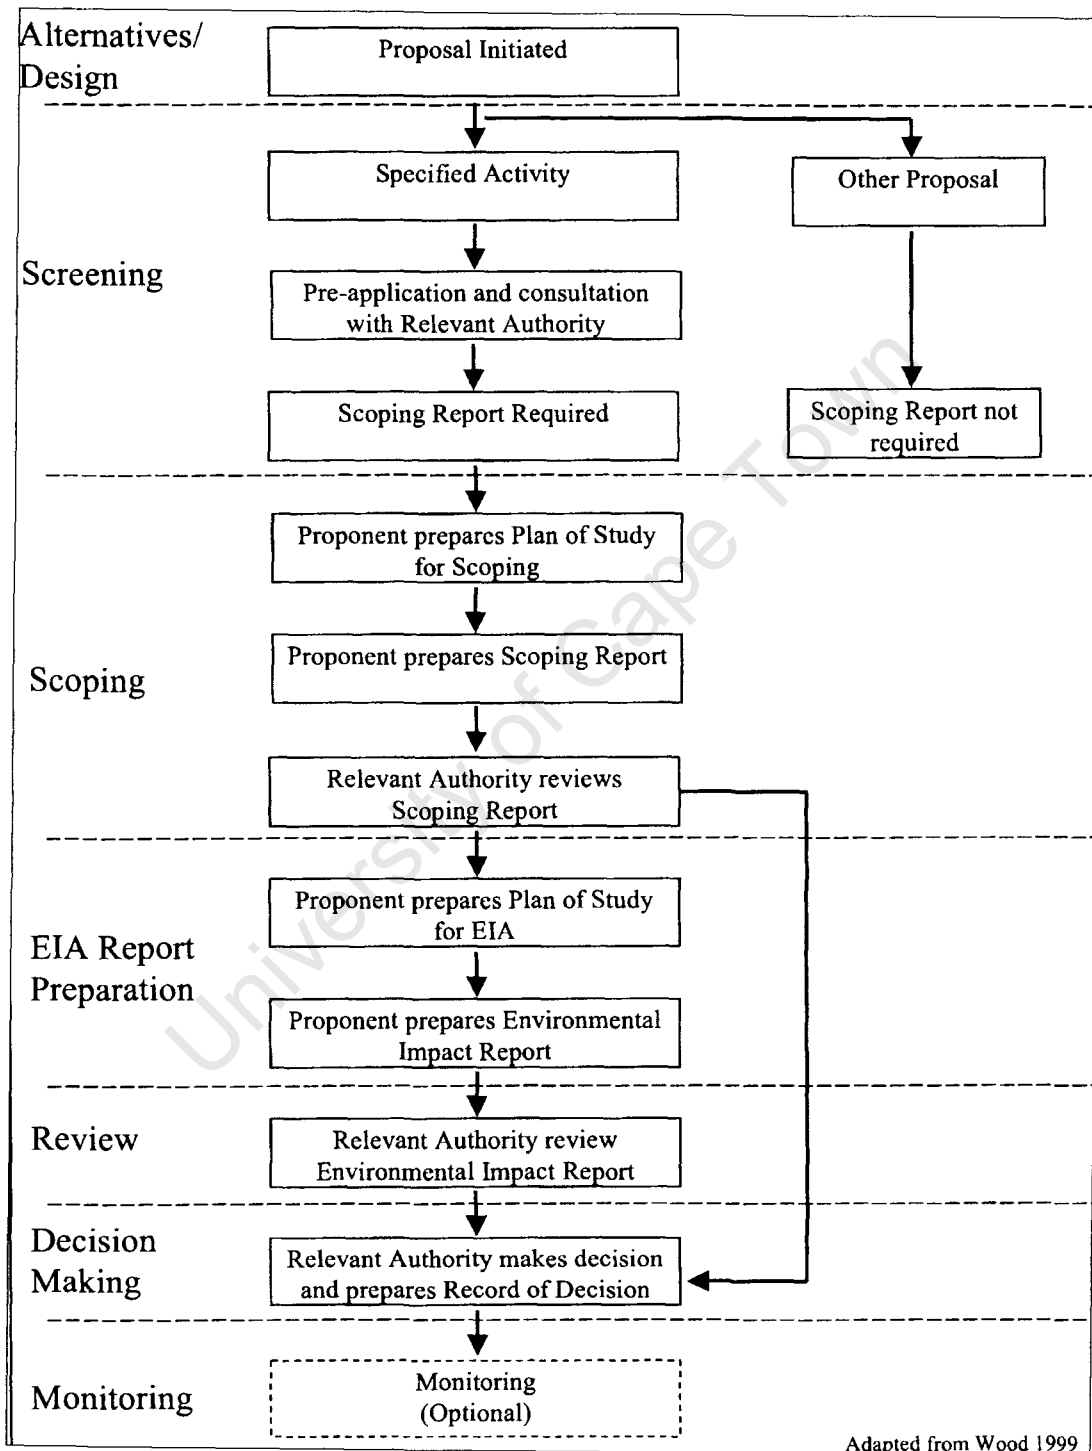 Alternatives/
Design
Proposal Initiated
Screening
Specified Activity
Other Proposal
Pre-application and consultation
with Relevant Authority
Scoping Report Required
Scoping Report not
required
Scoping
Proponent prepares Plan of Study
for Scoping
Proponent prepares Scoping Report
Relevant Authority reviews
Scoping Report
EIA Report
Preparation
Proponent prepares Plan of Study
for EIA
Proponent prepares Environmental
Impact Report
Review
Relevant Authority review
Environmental Impact Report
Decision
Making
Relevant Authority makes decision
and prepares Record of Decision
Monitoring
Monitoring
(Optional)
Adapted from Wood 1999
University of Cape Town